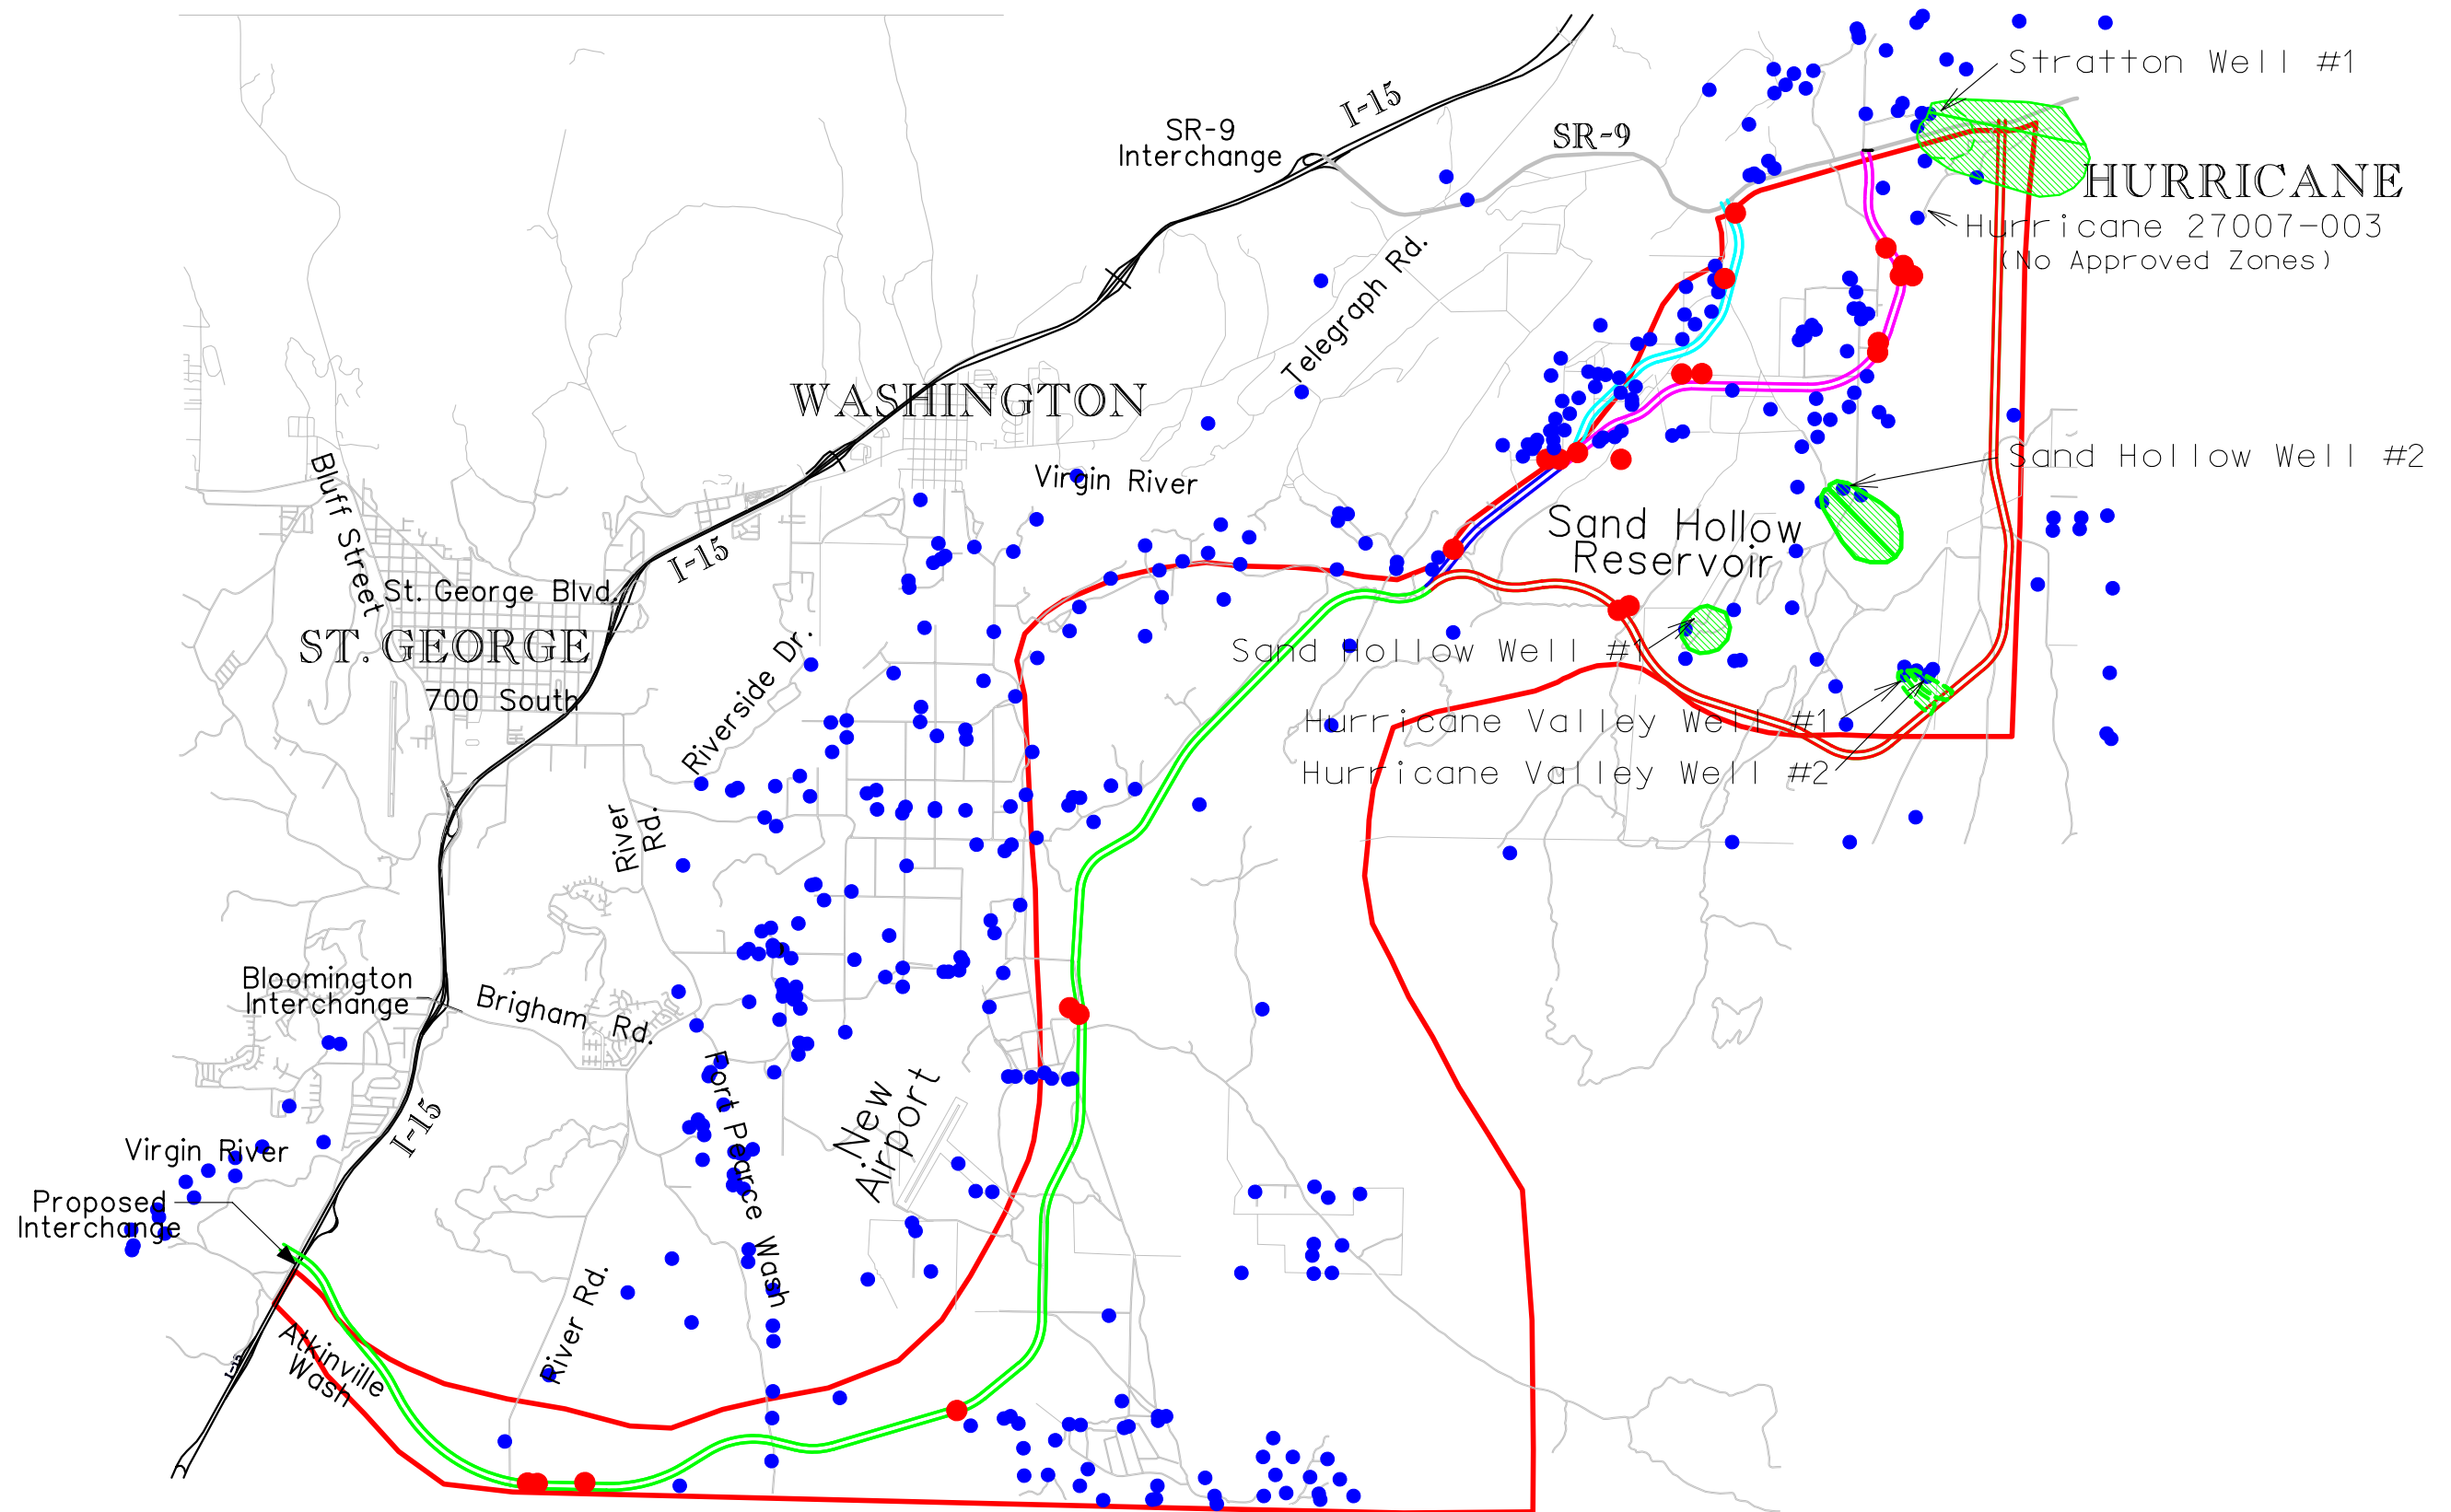 Stratton Well #1
I-15
SR-9
Interchange
SR-9
HURRICANE
Hurricane 27007-003
(No Approved Zones)
Telegraph Rd.
WASHINGTON
Sand Hollow Well #2
Virgin River
Bluff Street
Sand Hollow
Reservoir
I-15
St. George Blvd.
ST. GEORGE
Riverside Dr.
Sand Hollow Well #1
700 South
Hurricane Valley Well #1
Hurricane Valley Well #2
River
Rd.
Bloomington
Interchange
Brigham Rd.
Fort Pearce Wash
New
Airport
I-15
Virgin River
Proposed
Interchange
River Rd.
Atkinville
Wash
I-15